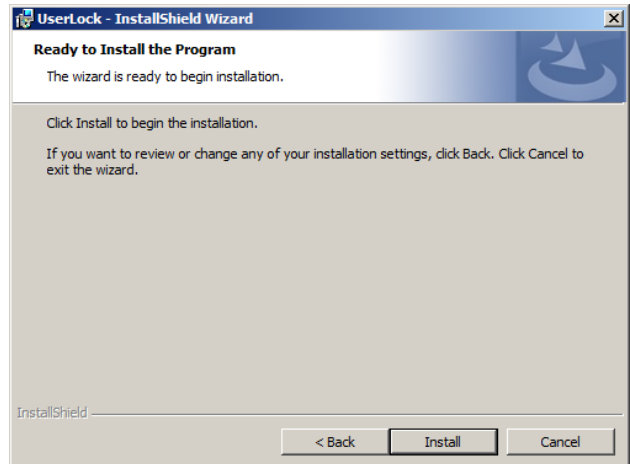 UserLock - InstallShield Wizard
Ready to Install the Program
The wizard is ready to begin installation.
Click Install to begin the installation.
If you want to review or change any of your installation settings, click Back. Click Cancel to
exit the wizard.
InstallShield
< Back
Install
Cancel